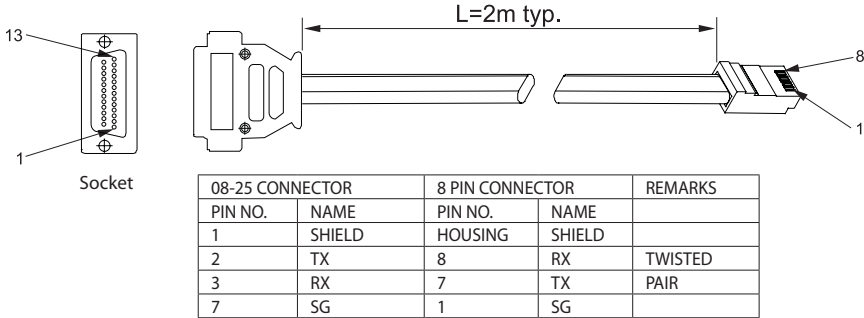 L=2m typ.
13
8
1
1
Socket
08-25 CONNECTOR 8 PIN CONNECTOR REMARKS
PIN NO. NAME PIN NO. NAME
1 SHIELD HOUSING SHIELD
2 TX 8 RX TWISTED
3 RX 7 TX PAIR
7 SG 1 SG